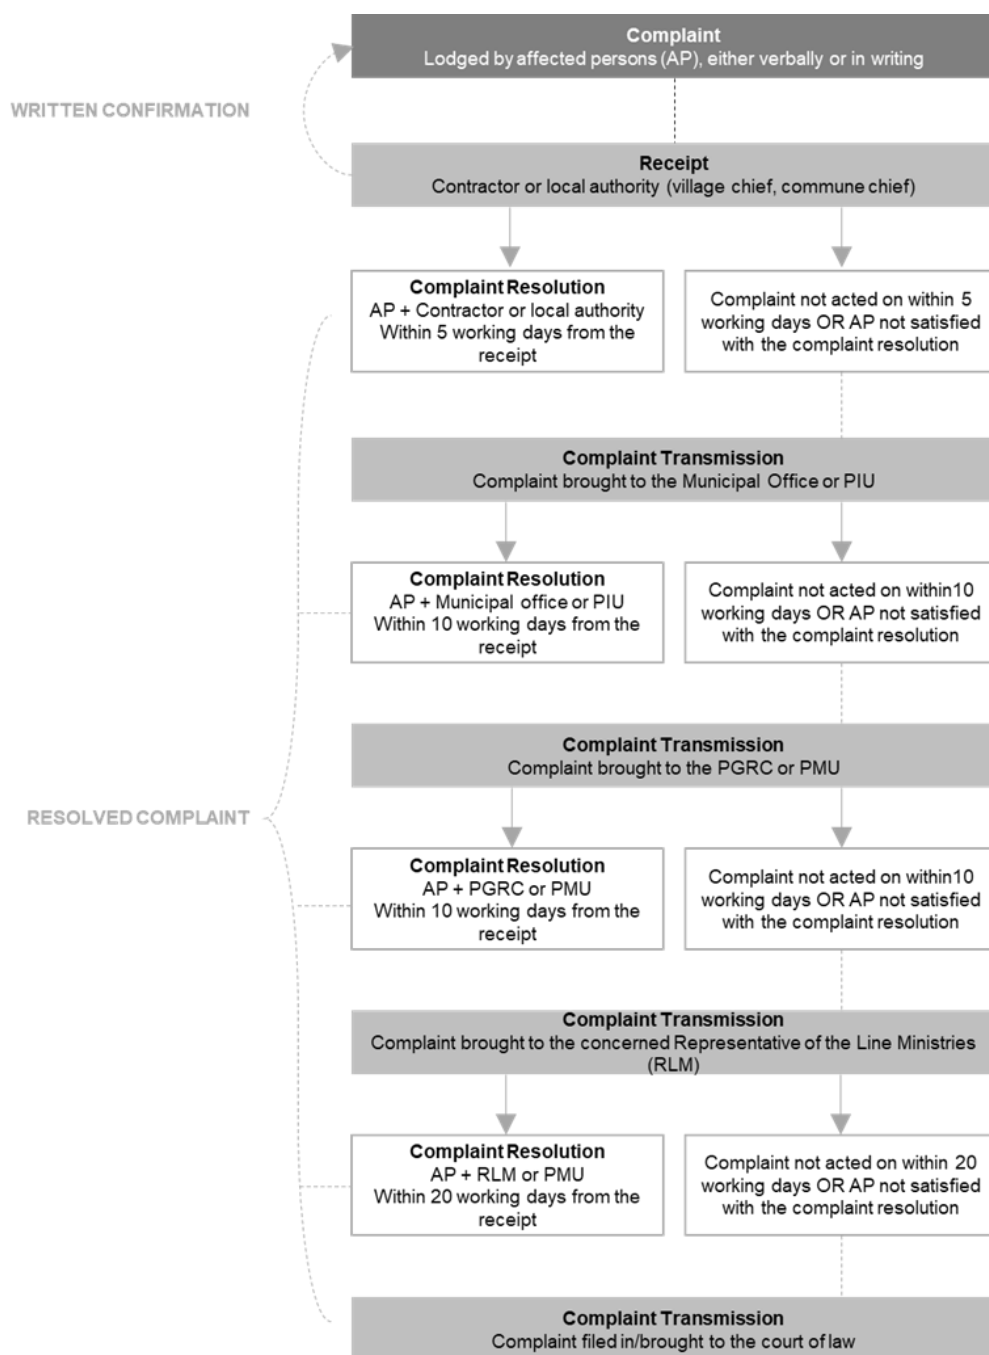 Complaint
Lodged by affected persons (AP), either verbally or in writing
WRITTEN CONFIRMATION
Receipt
Contractor or local authority (village chief, commune chief)
Complaint Resolution
AP + Contractor or local authority
Within 5 working days from the
receipt
Complaint not acted on within 5
working days OR AP not satisfied
with the complaint resolution
Complaint Transmission
Complaint brought to the Municipal Office or PIU
Complaint Resolution
AP + Municipal office or PIU
Within 10 working days from the
receipt
Complaint not acted on within10
working days OR AP not satisfied
with the complaint resolution
Complaint Transmission
Complaint brought to the PGRC or PMU
RESOLVED COMPLAINT
Complaint Resolution
AP + PGRC or PMU
Within 10 working days from the
receipt
Complaint not acted on within10
working days OR AP not satisfied
with the complaint resolution
Complaint Transmission
Complaint brought to the concerned Representative of the Line Ministries
(RLM)
Complaint Resolution
AP + RLM or PMU
Within 20 working days from the
receipt
Complaint not acted on within 20
working days OR AP not satisfied
with the complaint resolution
Complaint Transmission
Complaint filed in/brought to the court of law